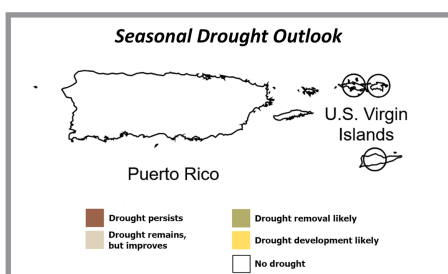 Seasonal Drought Outlook
U.S. Virgin
Islands
Puerto Rico
Drought persists
Drought remains,
but improves
Drought removal likely
Drought development likely
No drought